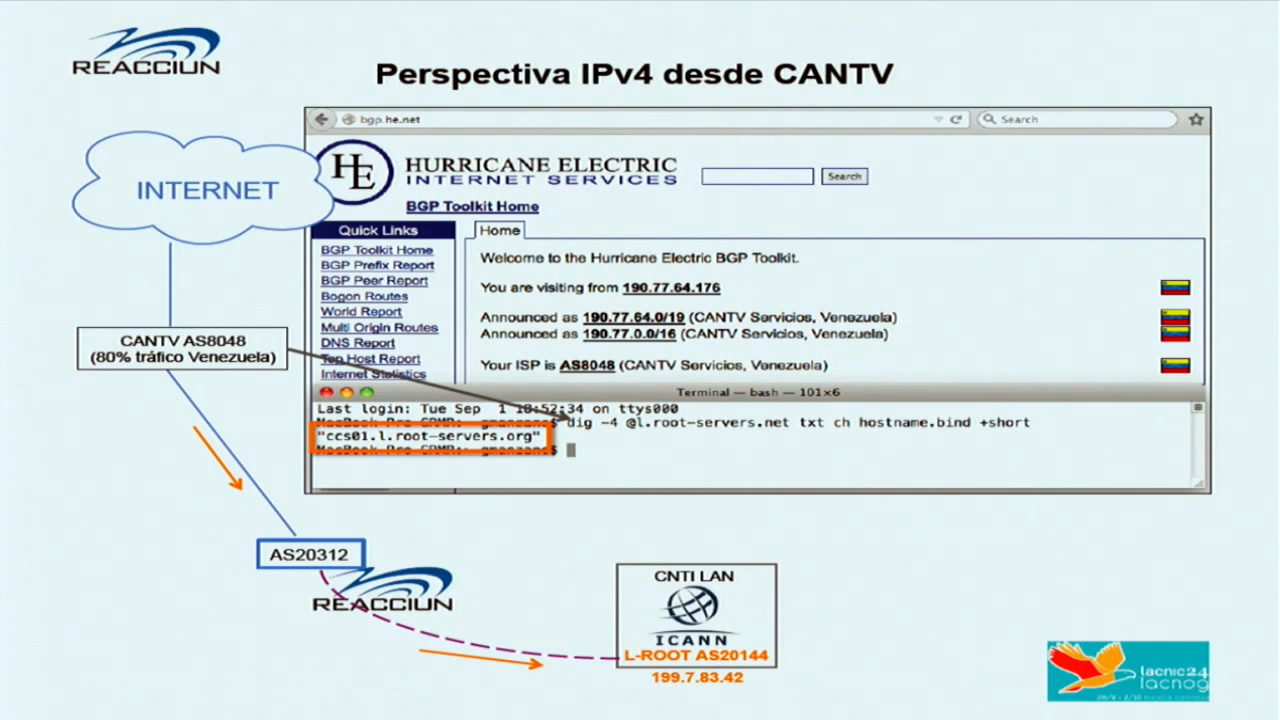 REACCIUN
Perspectiva IPv4 desde CANTV
bgp.he.net
Search
INTERNET
HE
HURRICANE ELECTRIC
INTERNET SERVICES
Search
BGP Toolkit Home
Quick Links
BGP Toolkit Home
BGP Prefix Report
BGP Peer Report
Bogon Routes
World Report
Multi Origin Routes
DNS Report
Top Host Report
Internet Statistics
Home
Welcome to the Hurricane Electric BGP Toolkit.
You are visiting from 190.77.64.176
Announced as 190.77.64.0/19 (CANTV Servicios, Venezuela)
Announced as 190.77.0.0/16 (CANTV Servicios, Venezuela)
Your ISP is AS8048 (CANTV Servicios, Venezuela)
CANTV AS8048
(80% tráfico Venezuela)
Terminal — bash — 101×6
Last login: Tue Sep 1 18:52:34 on ttys000
$ dig -4 @l.root-servers.net txt ch hostname.bind +short
"ccs01.l.root-servers.org"
AS20312
REACCIUN
CNTI LAN
ICANN
L-ROOT AS20144
199.7.83.42
lacnic24
lacnog